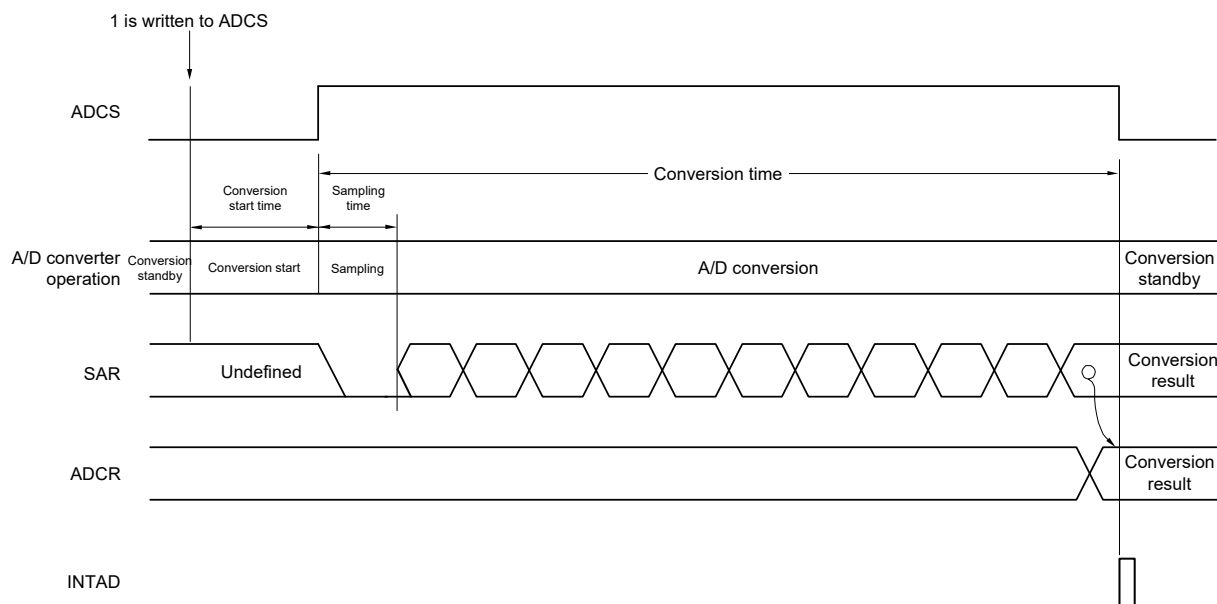 1 is written to ADCS
ADCS
Conversion time
Conversion
start time
Sampling
time
A/D converter
operation
Conversion
standby
Conversion start
Sampling
A/D conversion
Conversion
standby
SAR
Undefined
Conversion
result
ADCR
Conversion
result
INTAD